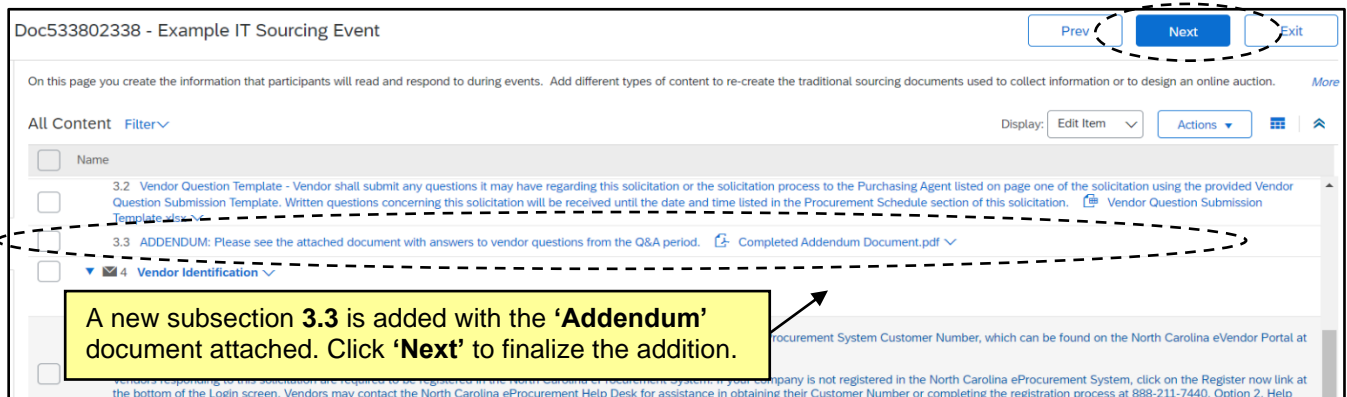 Doc533802338 - Example IT Sourcing Event
Prev
Next
Exit
On this page you create the information that participants will read and respond to during events. Add different types of content to re-create the traditional sourcing documents used to collect information or to design an online auction.
More
All Content Filter
Display: Edit Item
Actions
Name
3.2 Vendor Question Template - Vendor shall submit any questions it may have regarding this solicitation or the solicitation process to the Purchasing Agent listed on page one of the solicitation using the provided Vendor
Question Submission Template. Written questions concerning this solicitation will be received until the date and time listed in the Procurement Schedule section of this solicitation. Vendor Question Submission
Template.xlsx
3.3 ADDENDUM: Please see the attached document with answers to vendor questions from the Q&A period. Completed Addendum Document.pdf
4 Vendor Identification
A new subsection 3.3 is added with the ‘Addendum’
document attached. Click ‘Next’ to finalize the addition.
rocurement System Customer Number, which can be found on the North Carolina eVendor Portal at
Vendors responding to this solicitation are required to be registered in the North Carolina eProcurement System. If your company is not registered in the North Carolina eProcurement System, click on the Register now link at
the bottom of the Login screen. Vendors may contact the North Carolina eProcurement Help Desk for assistance in obtaining their Customer Number or completing the registration process at 888-211-7440, Option 2. Help